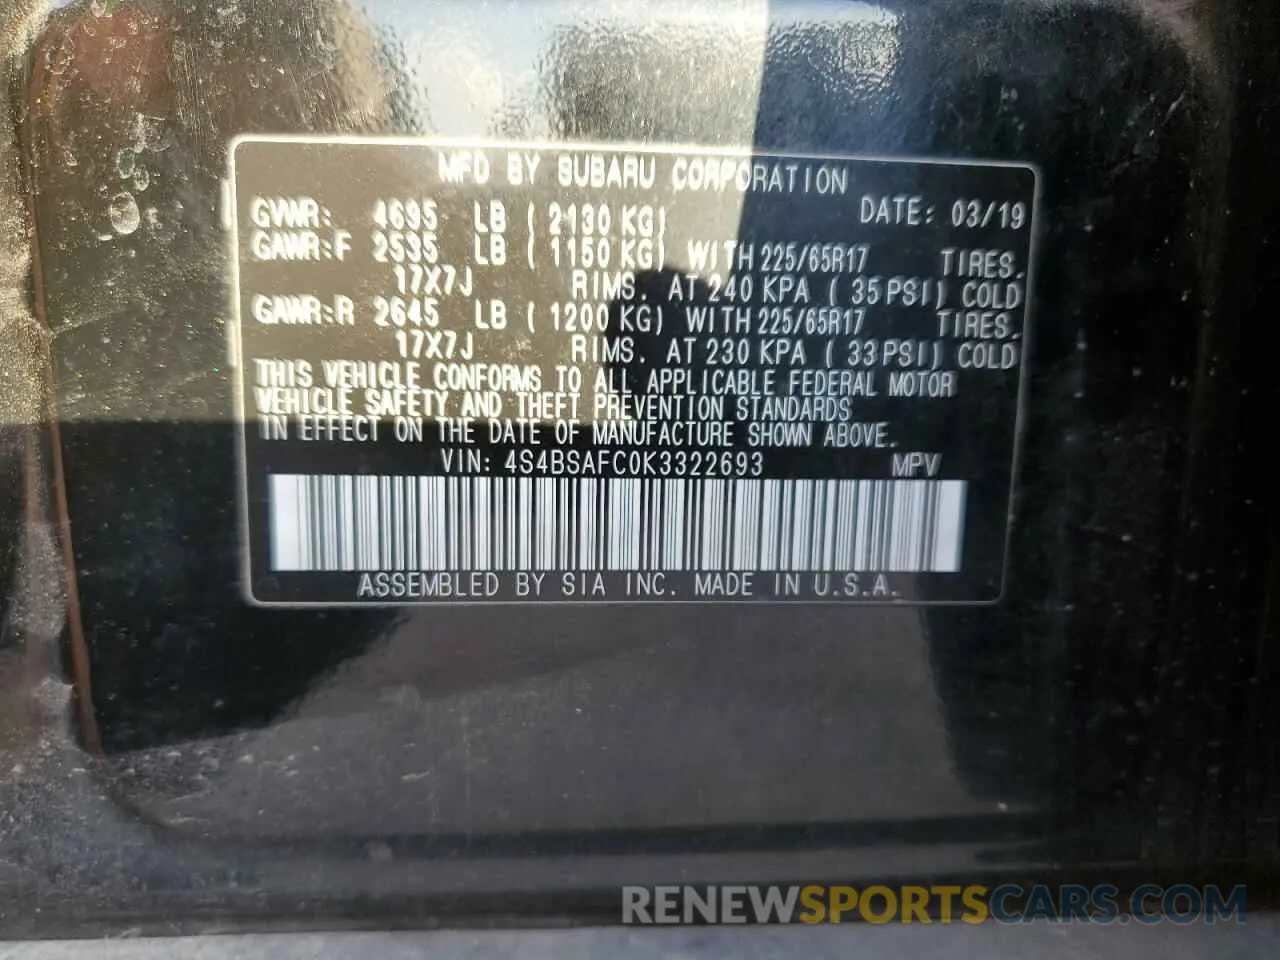 MFD BY SUBARU CORPORATION
GVWR: 4695 LB ( 2130 KG) DATE: 03/19
GAWR:F 2535 LB ( 1150 KG) WITH 225/65R17 TIRES.
17X7J RIMS. AT 240 KPA ( 35PSI) COLD
GAWR:R 2645 LB ( 1200 KG) WITH 225/65R17 TIRES.
17X7J RIMS. AT 230 KPA ( 33PSI) COLD
THIS VEHICLE CONFORMS TO ALL APPLICABLE FEDERAL MOTOR
VEHICLE SAFETY AND THEFT PREVENTION STANDARDS
IN EFFECT ON THE DATE OF MANUFACTURE SHOWN ABOVE.
VIN: 4S4BSAFC0K3322693 MPV
ASSEMBLED BY SIA INC. MADE IN U.S.A.
RENEWSPORTSCARS.COM